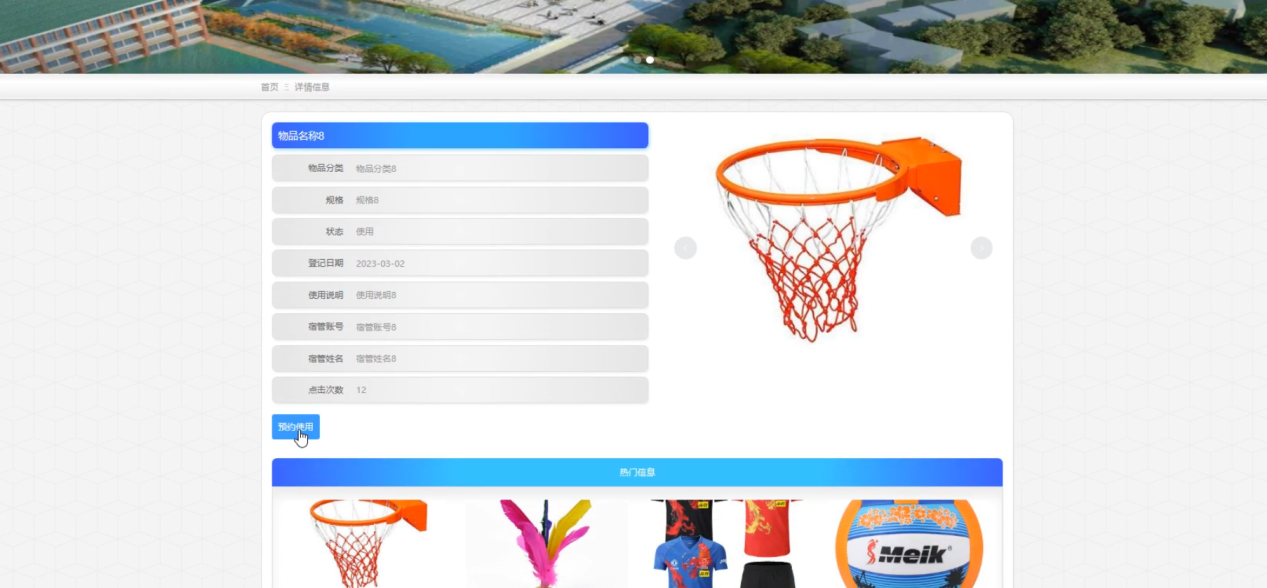 首页 Ξ 详情信息
物品名称8
物品分类 物品分类8
规格 规格8
状态 使用
登记日期 2023-03-02
使用说明 使用说明8
宿管账号 宿管账号8
宿管姓名 宿管姓名8
点击次数 12
预约使用
热门信息
Meik